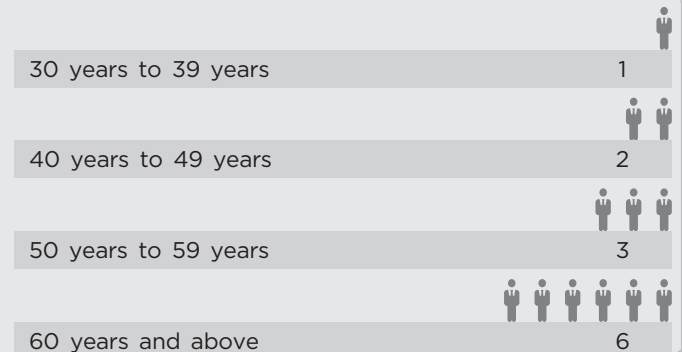 30 years to 39 years 1
40 years to 49 years 2
50 years to 59 years 3
60 years and above 6